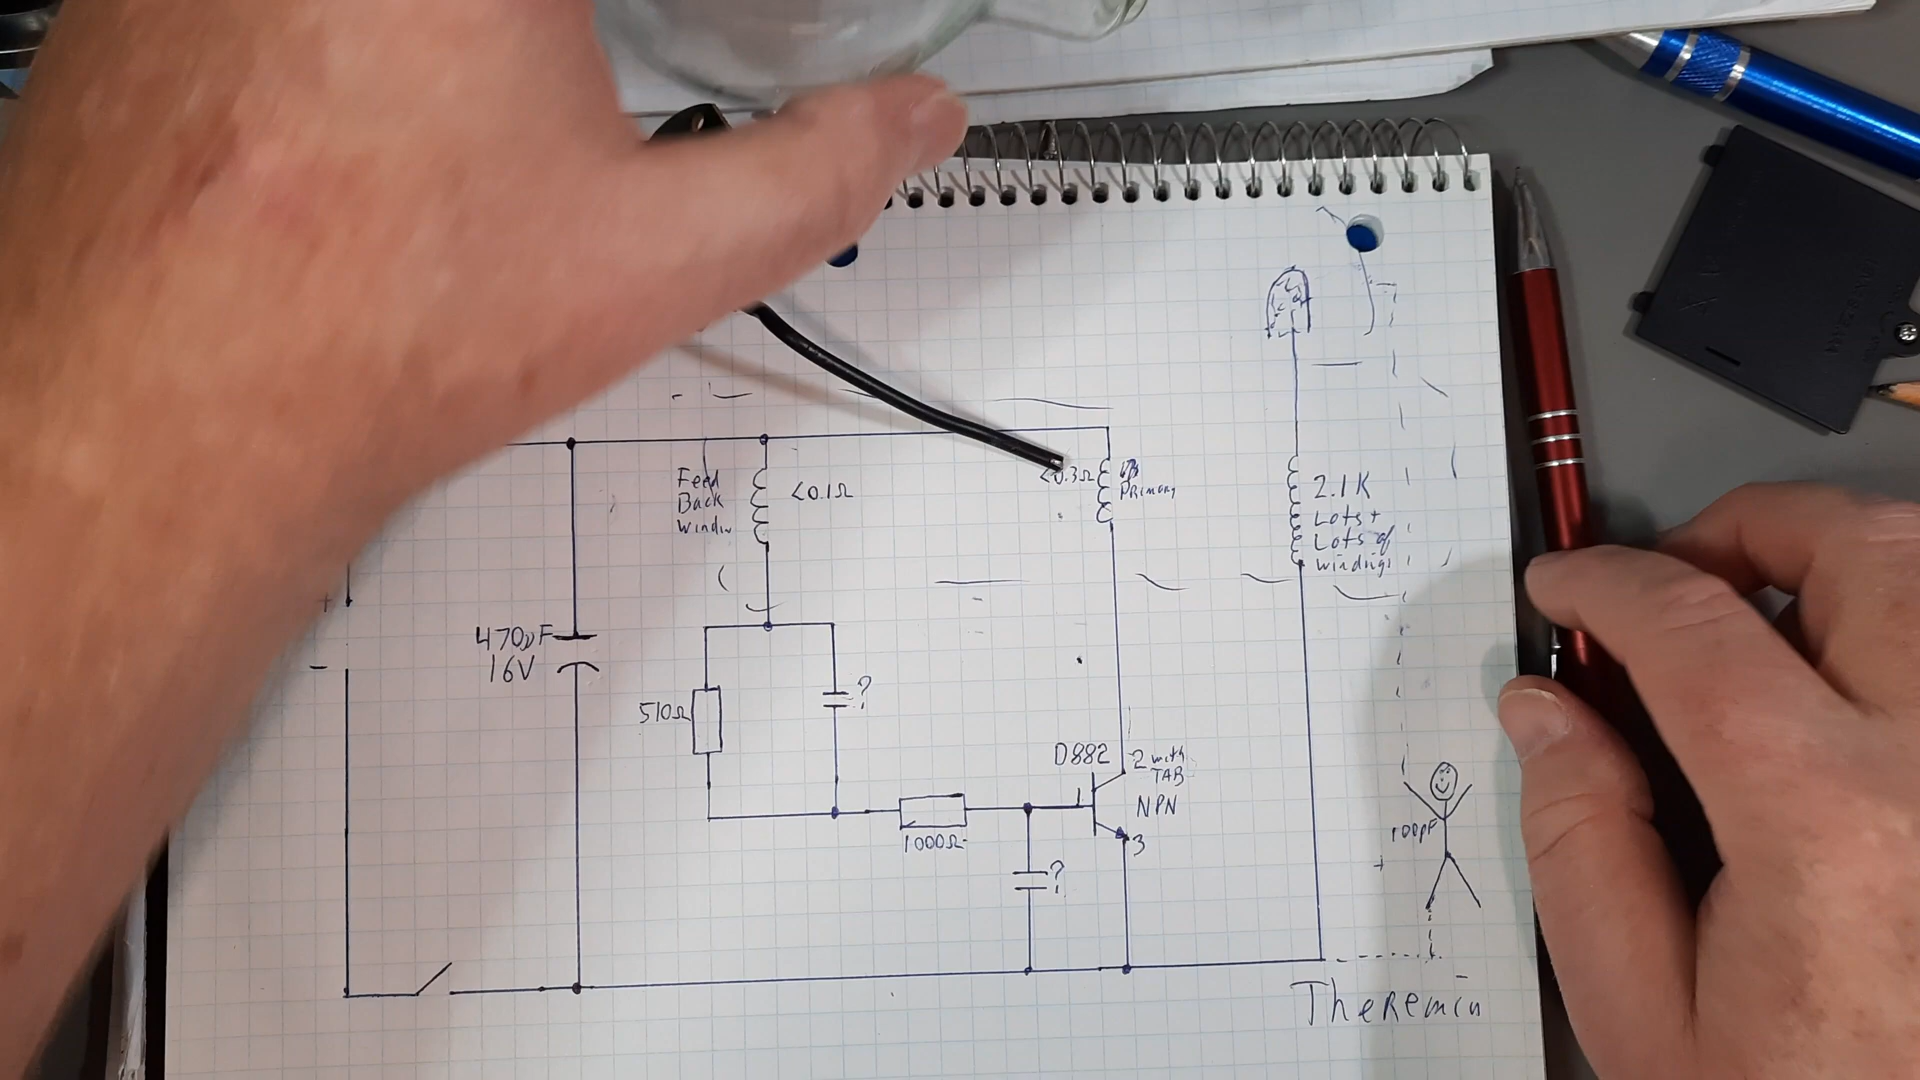 Feed
Back
Windin
<0.1Ω
<0.3Ω
Primary
2.1K
Lots +
Lots of
windings
+
-
470µF
16V
510Ω
?
D882
2 with
TAB
1
NPN
3
1000Ω
?
100pF
+
-
Theremin